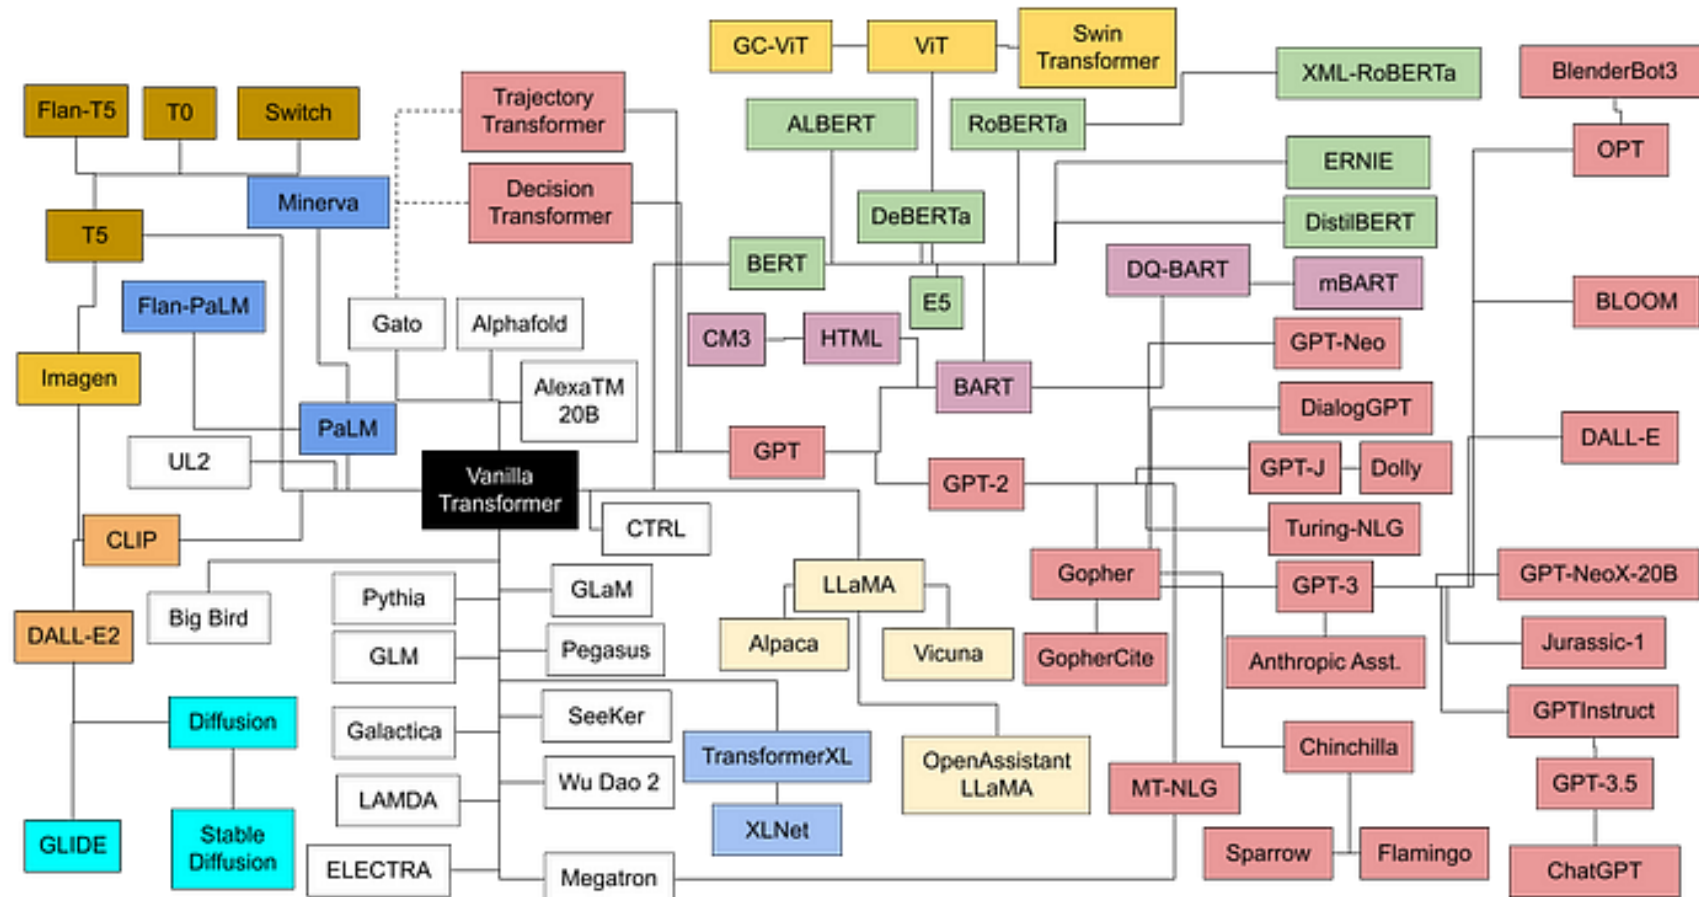 GC-ViT
ViT
Swin
Transformer
XML-RoBERTa
BlenderBot3
Flan-T5
T0
Switch
Trajectory
Transformer
ALBERT
RoBERTa
OPT
ERNIE
Minerva
Decision
Transformer
DeBERTa
DistilBERT
T5
BERT
DQ-BART
mBART
Flan-PaLM
Gato
Alphafold
E5
BLOOM
CM3
HTML
GPT-Neo
Imagen
AlexaTM
20B
BART
DialogGPT
PaLM
DALL-E
UL2
GPT
GPT-J
Dolly
Vanilla
Transformer
GPT-2
CTRL
Turing-NLG
CLIP
Gopher
GPT-3
GPT-NeoX-20B
LLaMA
GLaM
Pythia
Big Bird
DALL-E2
Alpaca
Vicuna
Jurassic-1
GLM
Pegasus
GopherCite
Anthropic Asst.
Diffusion
Galactica
SeeKer
GPTInstruct
TransformerXL
Chinchilla
OpenAssistant
LLaMA
Wu Dao 2
MT-NLG
GPT-3.5
LAMDA
XLNet
GLIDE
Stable
Diffusion
Sparrow
Flamingo
ELECTRA
Megatron
ChatGPT